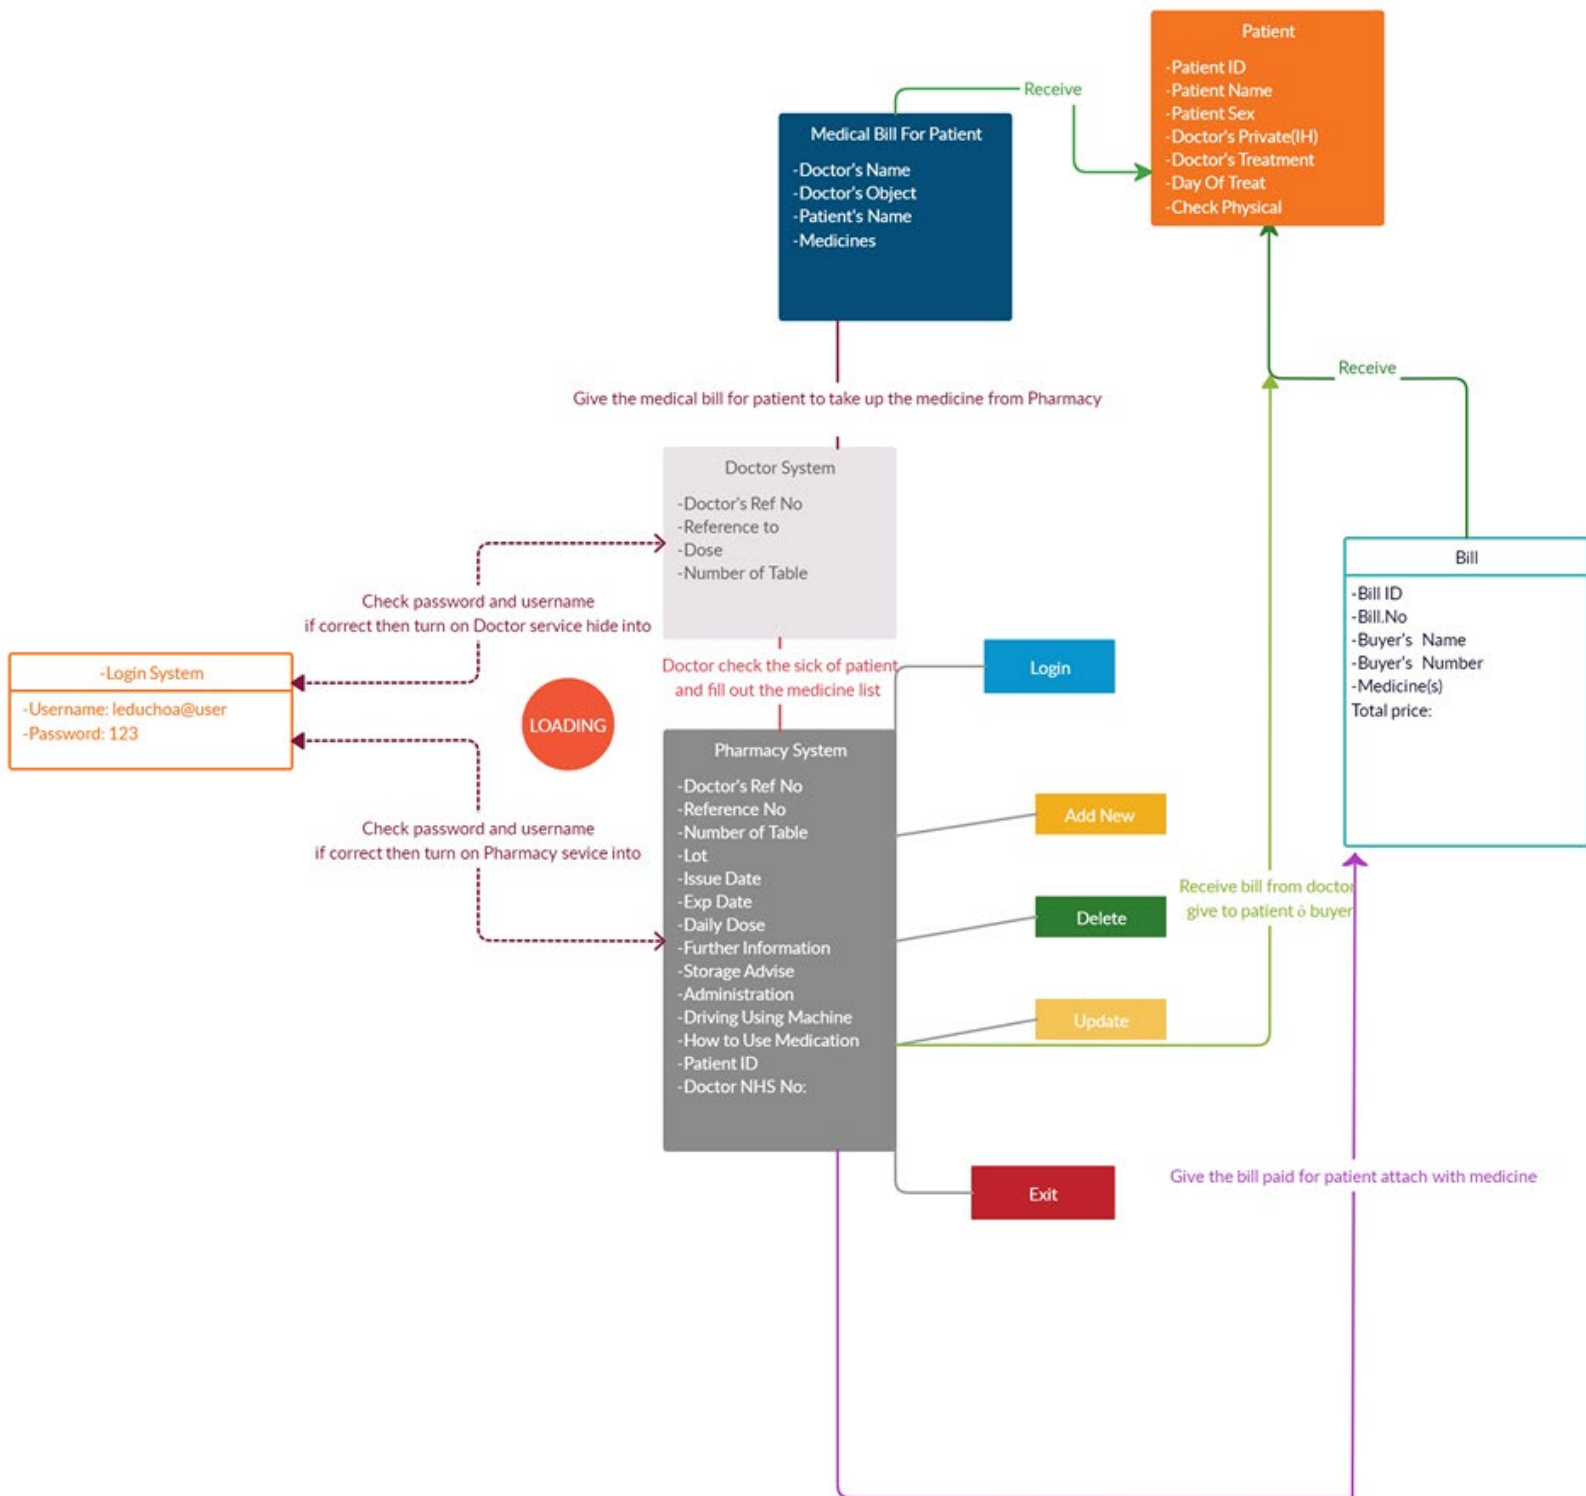 Patient
-Patient ID
-Patient Name
-Patient Sex
-Doctor's Private(IH)
-Doctor's Treatment
-Day Of Treat
-Check Physical
Receive
Medical Bill For Patient
-Doctor's Name
-Doctor's Object
-Patient's Name
-Medicines
Receive
Give the medical bill for patient to take up the medicine from Pharmacy
Doctor System
-Doctor's Ref No
-Reference to
-Dose
-Number of Table
Check password and username
if correct then turn on Doctor service hide into
-Login System
-Username: leduchoa@user
-Password: 123
LOADING
Doctor check the sick of patient
and fill out the medicine list
Login
Bill
-Bill ID
-Bill.No
-Buyer's Name
-Buyer's Number
-Medicine(s)
Total price:
Pharmacy System
-Doctor's Ref No
-Reference No
-Number of Table
-Lot
-Issue Date
-Exp Date
-Daily Dose
-Further Information
-Storage Advise
-Administration
-Driving Using Machine
-How to Use Medication
-Patient ID
-Doctor NHS No:
Check password and username
if correct then turn on Pharmacy sevice into
Add New
Delete
Update
Exit
Receive bill from doctor
give to patient ỏ buyer
Give the bill paid for patient attach with medicine